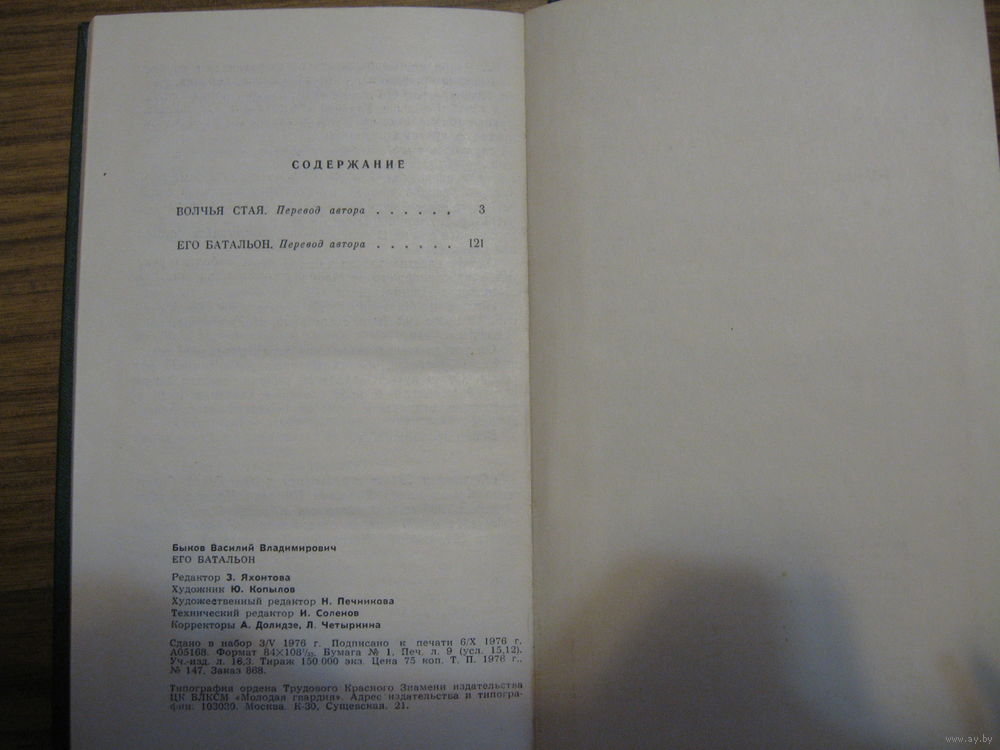 СОДЕРЖАНИЕ
ВОЛЧЬЯ СТАЯ. Перевод автора . . . . . . 3
ЕГО БАТАЛЬОН. Перевод автора . . . . . . 121
Быков Василий Владимирович
ЕГО БАТАЛЬОН
Редактор З. Яхонтова
Художник Ю. Копылов
Художественный редактор Н. Печникова
Технический редактор И. Соленов
Корректоры А. Долидзе, Л. Четыркина
Сдано в набор 3/V 1976 г. Подписано к печати 6/X 1976 г.
А05168. Формат 84×108¹/₃₂. Бумага № 1. Печ. л. 9 (усл. 15,12).
Уч.-изд. л. 16,3. Тираж 150 000 экз. Цена 75 коп. Т. П. 1976 г.,
№ 147. Заказ 868.
Типография ордена Трудового Красного Знамени издательства
ЦК ВЛКСМ «Молодая гвардия». Адрес издательства и типогра-
фии: 103030. Москва. К-30, Сущевская. 21.
www.ay.by